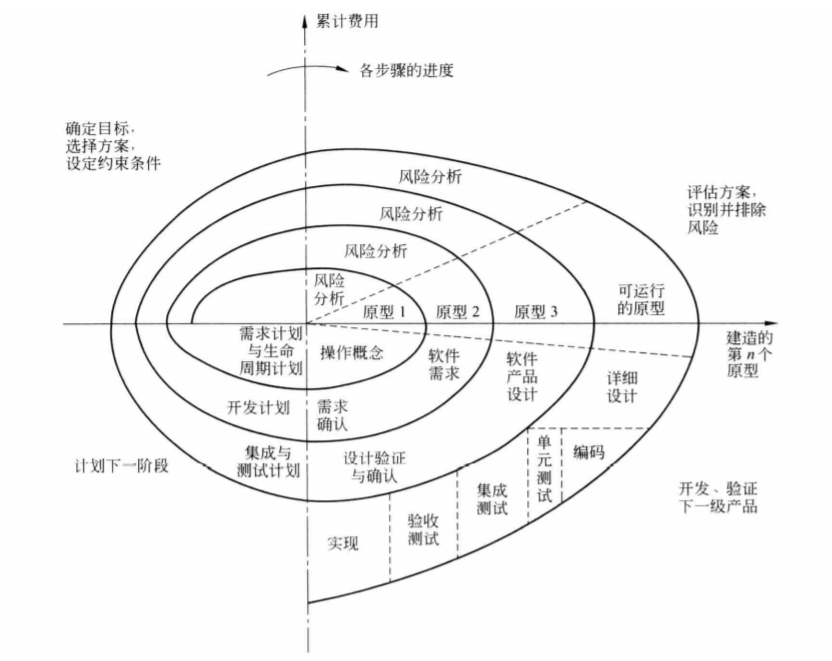 累计费用
各步骤的进度
确定目标，
选择方案，
设定约束条件
评估方案，
识别并排除
风险
风险分析
风险分析
风险分析
风险
分析
原型 1
原型 2
原型 3
可运行
的原型
建造的
第 n 个
原型
需求计划
与生命
周期计划
操作概念
软件
需求
软件
产品
设计
详细
设计
开发计划
需求
确认
集成与
测试计划
设计验证
与确认
计划下一阶段
单
元
测
试
编码
集成
测试
验收
测试
实现
开发、验证
下一级产品